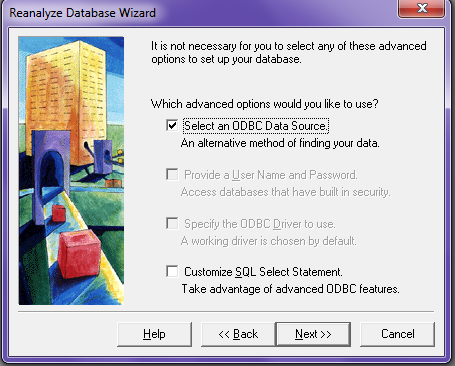 Reanalyze Database Wizard
It is not necessary for you to select any of these advanced
options to set up your database.
Which advanced options would you like to use?
Select an ODBC Data Source.
An alternative method of finding your data.
Provide a User Name and Password.
Access databases that have built in security.
Specify the ODBC Driver to use.
A working driver is chosen by default.
Customize SQL Select Statement.
Take advantage of advanced ODBC features.
Help
<< Back
Next >>
Cancel